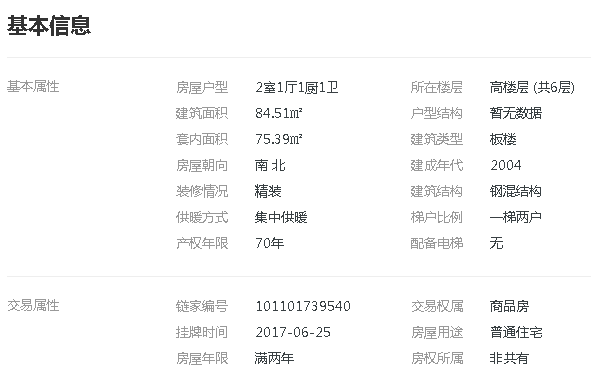 基本信息
基本属性 房屋户型 2室1厅1厨1卫 所在楼层 高楼层 (共6层)
建筑面积 84.51㎡ 户型结构 暂无数据
套内面积 75.39㎡ 建筑类型 板楼
房屋朝向 南 北 建成年代 2004
装修情况 精装 建筑结构 钢混结构
供暖方式 集中供暖 梯户比例 一梯两户
产权年限 70年 配备电梯 无
交易属性 链家编号 101101739540 交易权属 商品房
挂牌时间 2017-06-25 房屋用途 普通住宅
房屋年限 满两年 房权所属 非共有